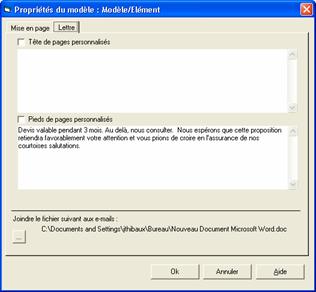 Propriétés du modèle : Modèle/Elément
Mise en page Lettre
Tête de pages personnalisés
Pieds de pages personnalisés
Devis valable pendant 3 mois. Au delà, nous consulter. Nous espérons que cette proposition
retiendra favorablement votre attention et vous prions de croire en l'assurance de nos
courtoises salutations.
Joindre le fichier suivant aux e-mails :
... C:\Documents and Settings\jthibaux\Bureau\Nouveau Document Microsoft Word.doc
Ok Annuler Aide